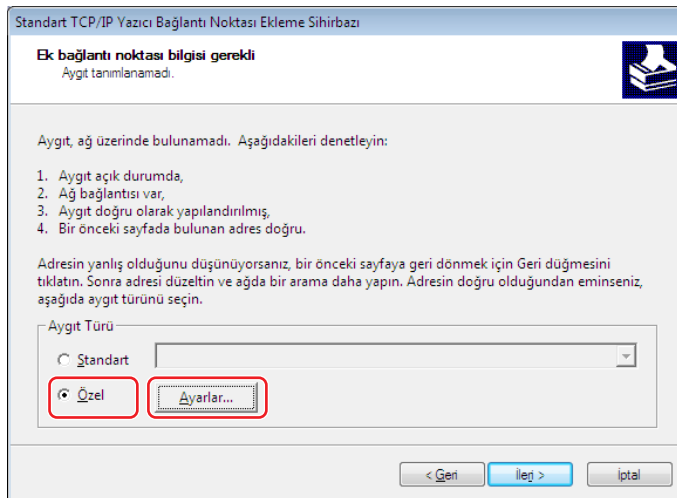 Standart TCP/IP Yazıcı Bağlantı Noktası Ekleme Sihirbazı
Ek bağlantı noktası bilgisi gerekli
Aygıt tanımlanamadı.
Aygıt, ağ üzerinde bulunamadı. Aşağıdakileri denetleyin:
1. Aygıt açık durumda,
2. Ağ bağlantısı var,
3. Aygıt doğru olarak yapılandırılmış,
4. Bir önceki sayfada bulunan adres doğru.
Adresin yanlış olduğunu düşünüyorsanız, bir önceki sayfaya geri dönmek için Geri düğmesini
tıklatın. Sonra adresi düzeltin ve ağda bir arama daha yapın. Adresin doğru olduğundan eminseniz,
aşağıda aygıt türünü seçin.
Aygıt Türü
Standart
Özel Ayarlar...
< Geri İleri > İptal